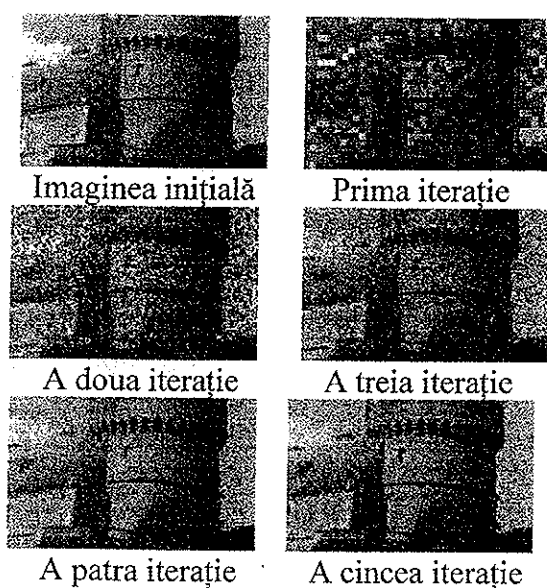 Imaginea inițială
Prima iterație
A doua iterație
A treia iterație
A patra iterație
A cincea iterație